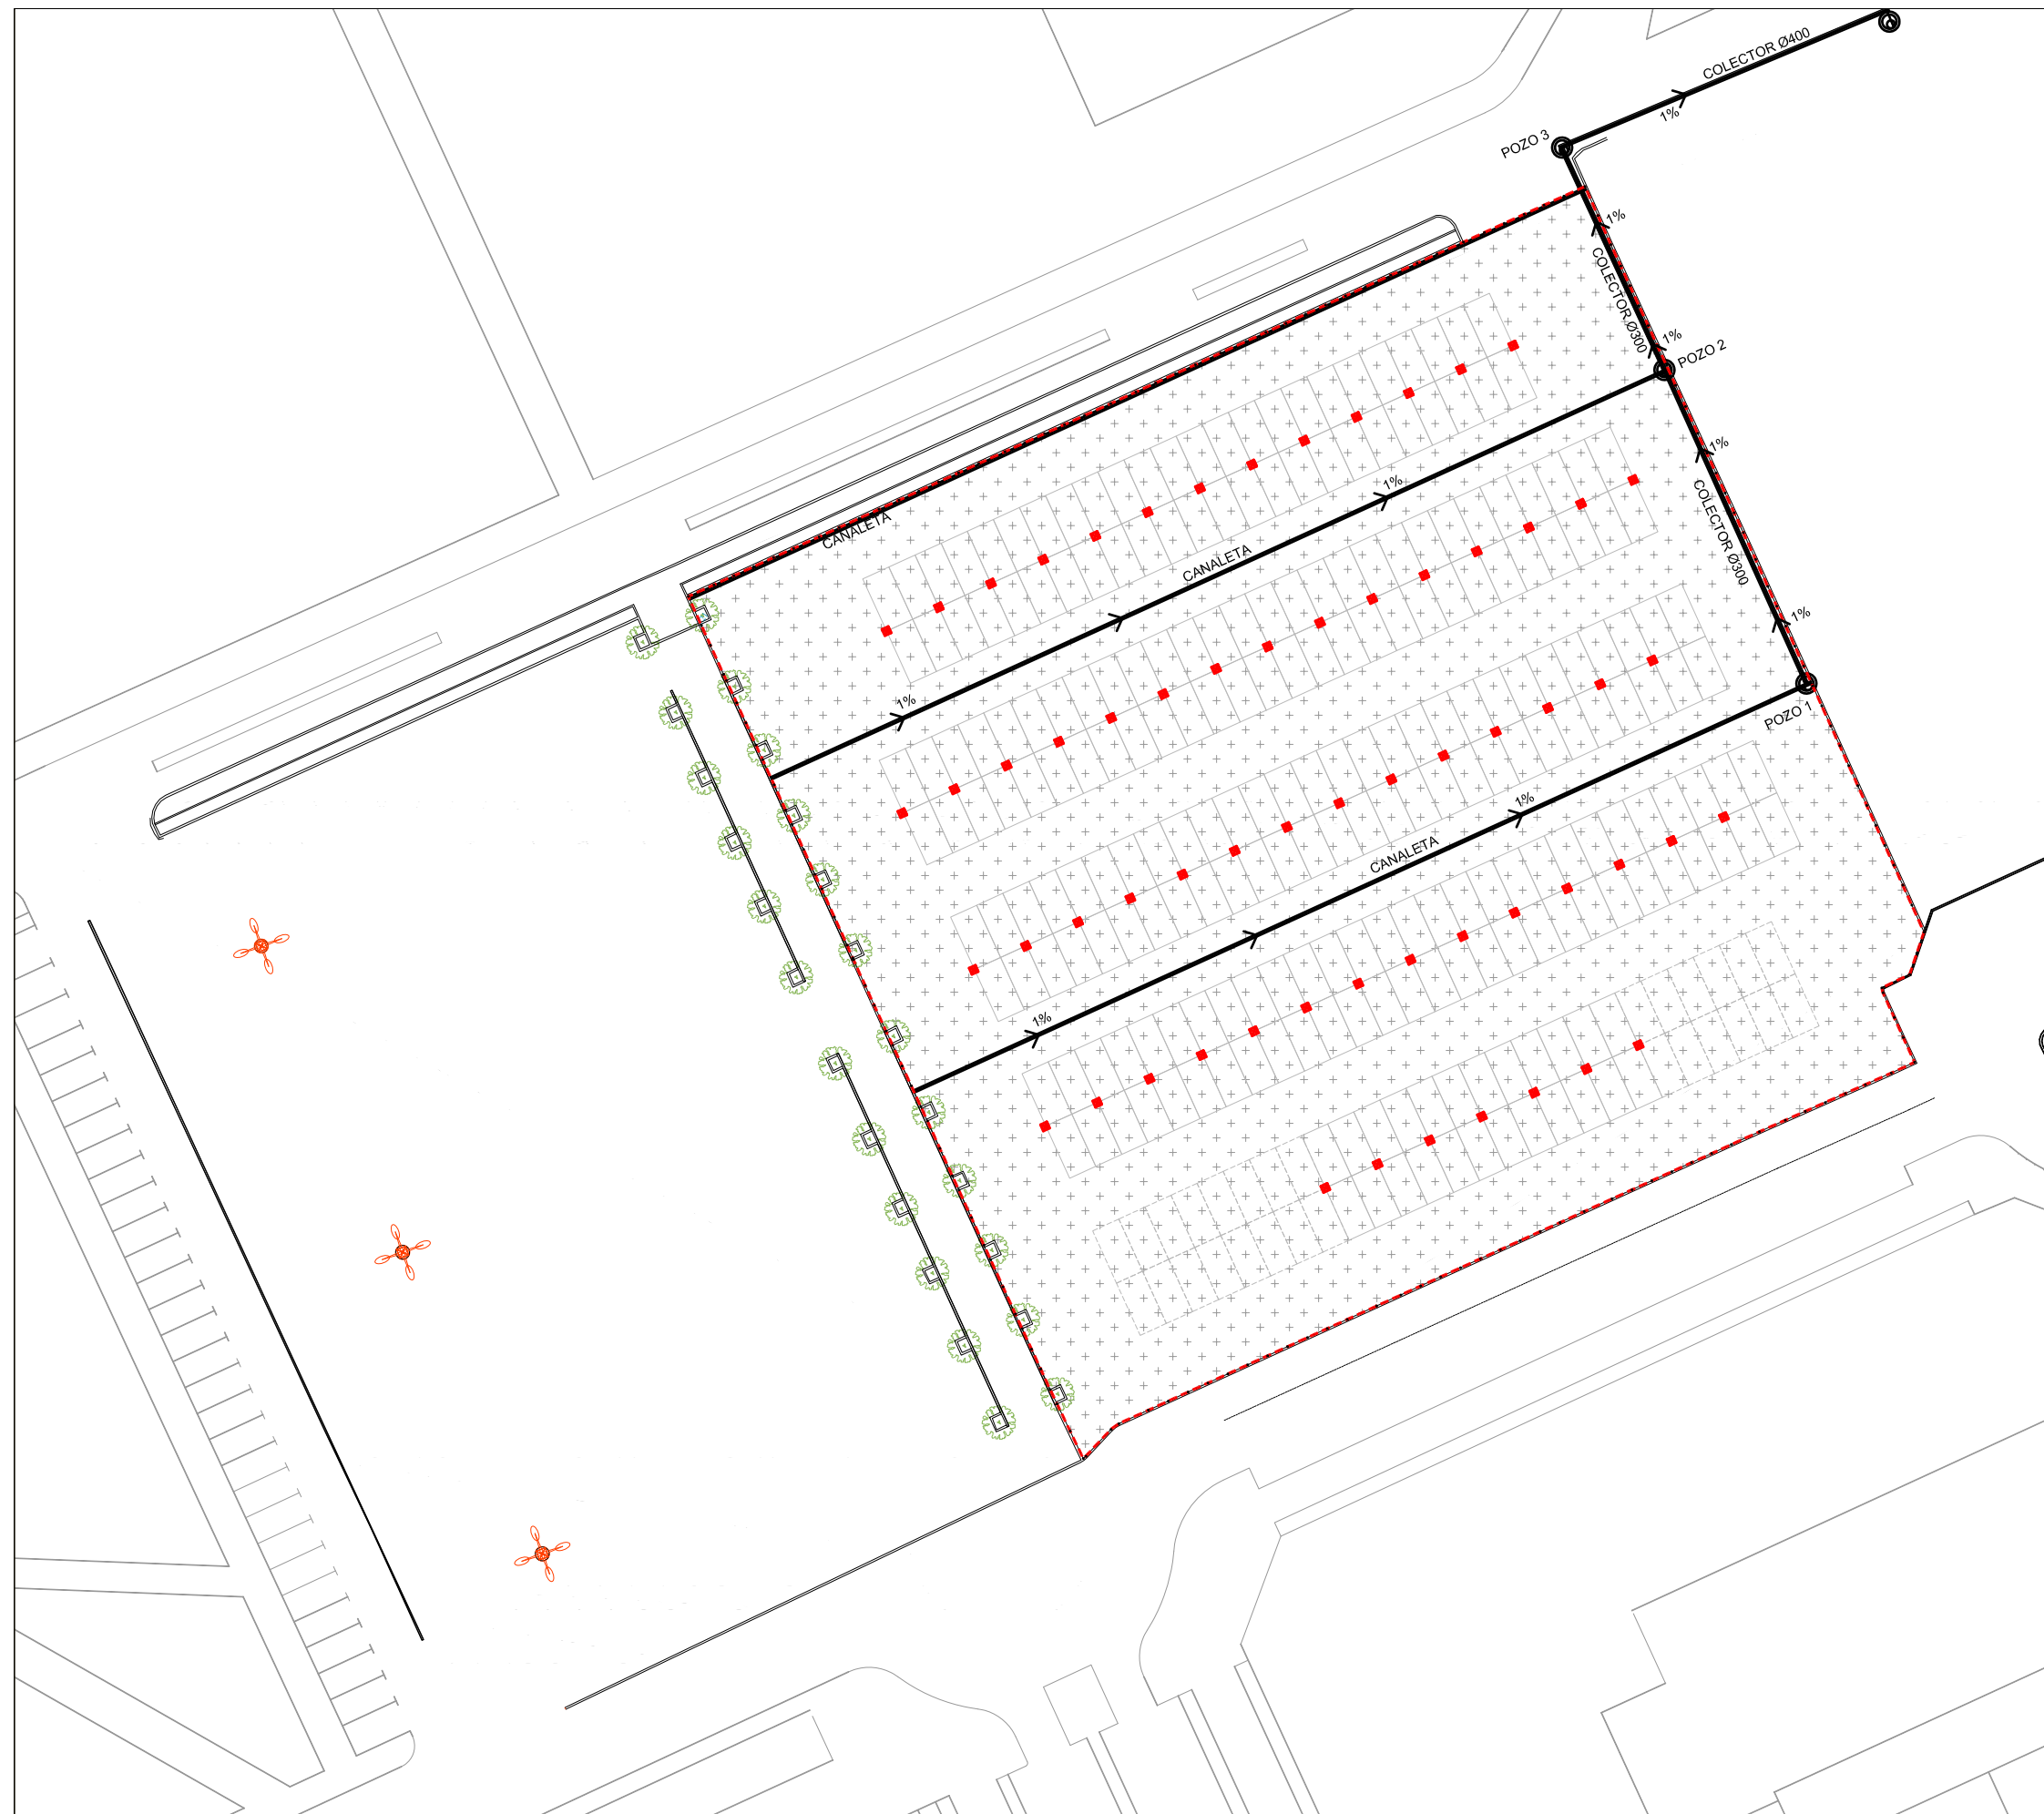 COLECTOR Ø400
1%
POZO 3
1%
COLECTOR Ø300
1%
POZO 2
1%
CANALETA
1%
COLECTOR Ø300
CANALETA
1%
1%
POZO 1
1%
CANALETA
1%